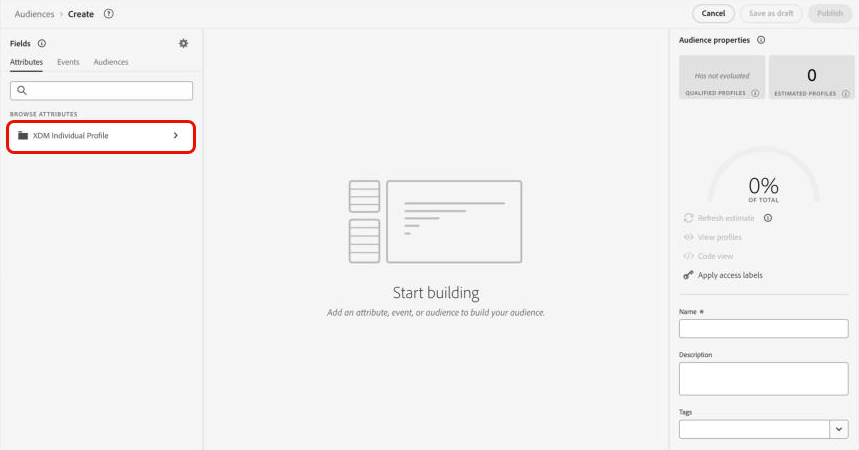 Audiences > Create
Cancel
Save as draft
Publish
Fields
Attributes
Events
Audiences
BROWSE ATTRIBUTES
XDM Individual Profile
Start building
Add an attribute, event, or audience to build your audience.
Audience properties
Has not evaluated
QUALIFIED PROFILES
0
ESTIMATED PROFILES
0%
OF TOTAL
Refresh estimate
View profiles
Code view
Apply access labels
Name *
Description
Tags